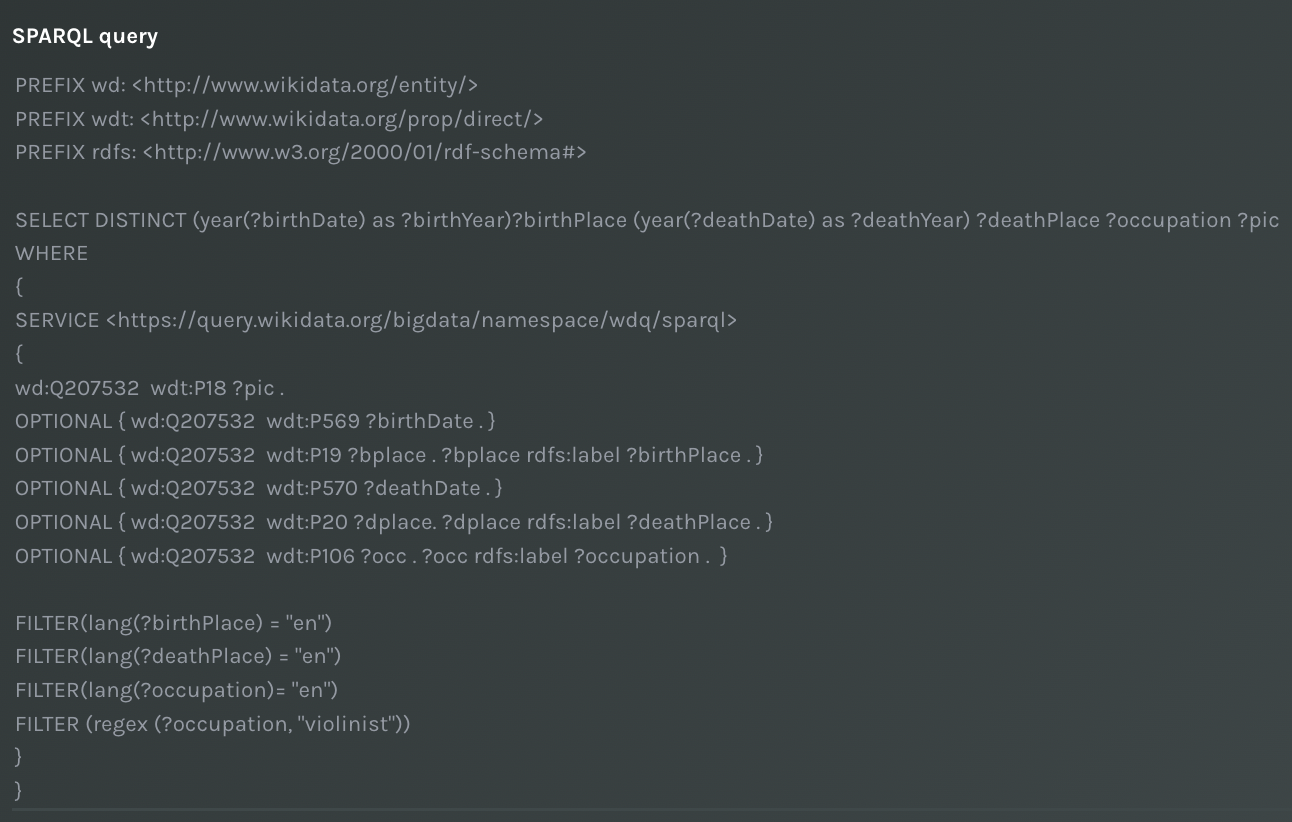 SPARQL query
PREFIX wd: <http://www.wikidata.org/entity/>
PREFIX wdt: <http://www.wikidata.org/prop/direct/>
PREFIX rdfs: <http://www.w3.org/2000/01/rdf-schema#>
SELECT DISTINCT (year(?birthDate) as ?birthYear)?birthPlace (year(?deathDate) as ?deathYear) ?deathPlace ?occupation ?pic
WHERE
{
SERVICE <https://query.wikidata.org/bigdata/namespace/wdq/sparql>
{
wd:Q207532  wdt:P18 ?pic .
OPTIONAL { wd:Q207532  wdt:P569 ?birthDate . }
OPTIONAL { wd:Q207532  wdt:P19 ?bplace . ?bplace rdfs:label ?birthPlace . }
OPTIONAL { wd:Q207532  wdt:P570 ?deathDate . }
OPTIONAL { wd:Q207532  wdt:P20 ?dplace. ?dplace rdfs:label ?deathPlace . }
OPTIONAL { wd:Q207532  wdt:P106 ?occ . ?occ rdfs:label ?occupation .  }
FILTER(lang(?birthPlace) = "en")
FILTER(lang(?deathPlace) = "en")
FILTER(lang(?occupation)= "en")
FILTER (regex (?occupation, "violinist"))
}
}